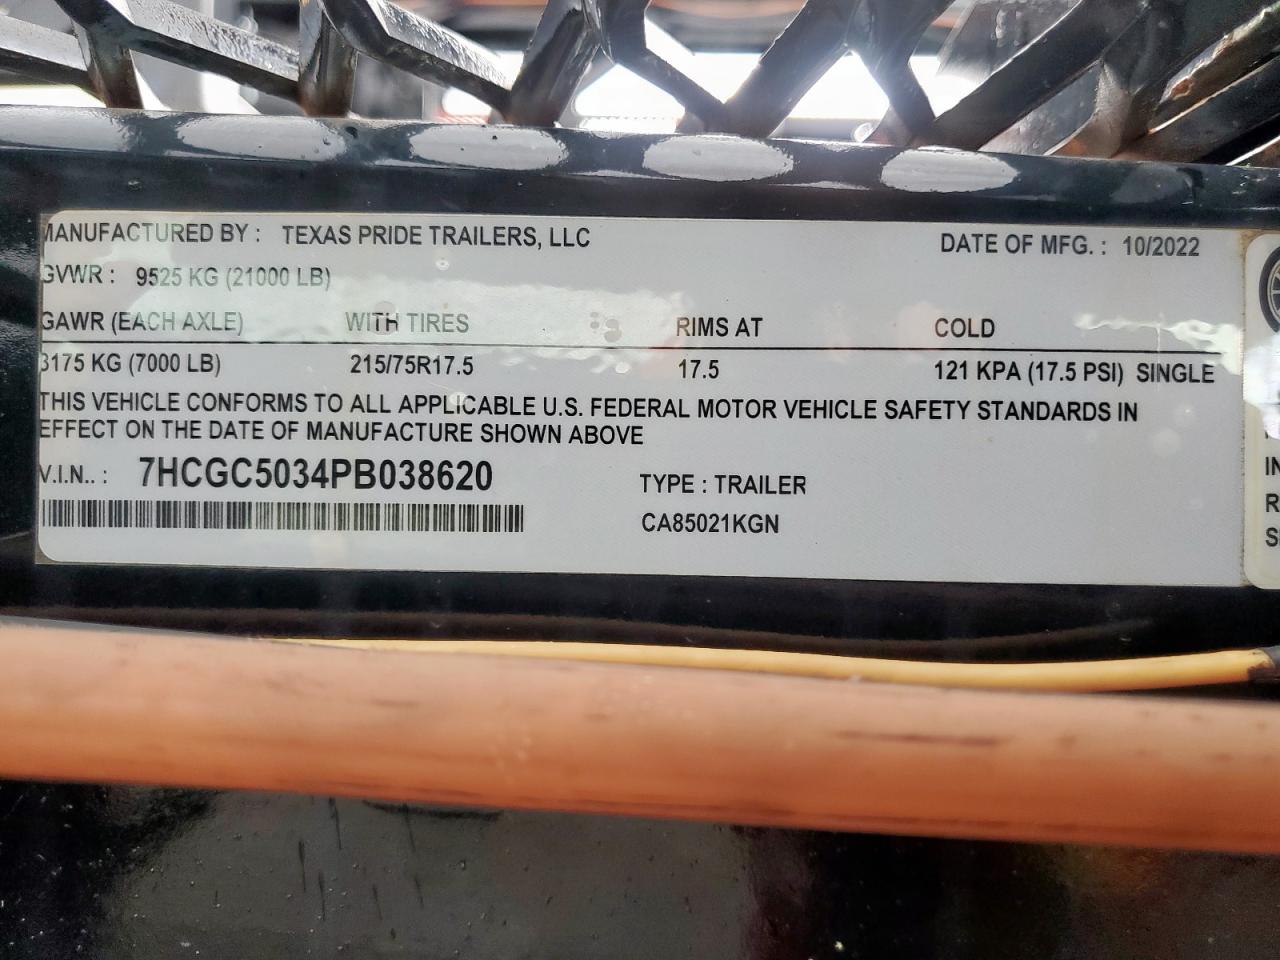 MANUFACTURED BY : TEXAS PRIDE TRAILERS, LLC DATE OF MFG. : 10/2022
GVWR : 9525 KG (21000 LB)
GAWR (EACH AXLE) WITH TIRES RIMS AT COLD
3175 KG (7000 LB) 215/75R17.5 17.5 121 KPA (17.5 PSI) SINGLE
THIS VEHICLE CONFORMS TO ALL APPLICABLE U.S. FEDERAL MOTOR VEHICLE SAFETY STANDARDS IN
EFFECT ON THE DATE OF MANUFACTURE SHOWN ABOVE
V.I.N.. : 7HCGC5034PB038620 TYPE : TRAILER
CA85021KGN